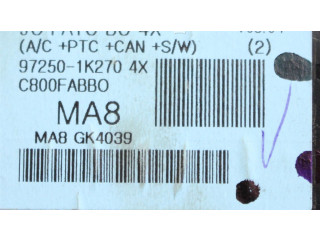 (A/C +PTC +CAN +S/W) (2)
97250-1K270 4X
C800FABBO
MA8
MA8 GK4039